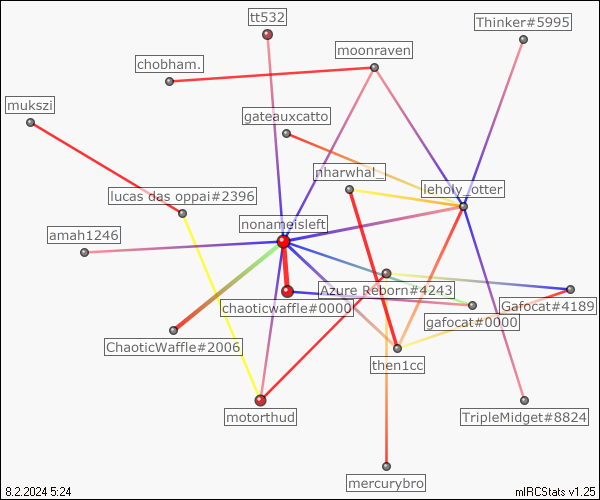 tt532
Thinker#5995
moonraven
chobham.
mukszi
gateauxcatto
nharwhal_
leholy_otter
lucas das oppai#2396
nonameisleft
amah1246
Azure Reborn#4243
chaoticwaffle#0000
Gafocat#4189
gafocat#0000
ChaoticWaffle#2006
then1cc
motorthud
TripleMidget#8824
mercurybro
8.2.2024 5:24
mIRCStats v1.25